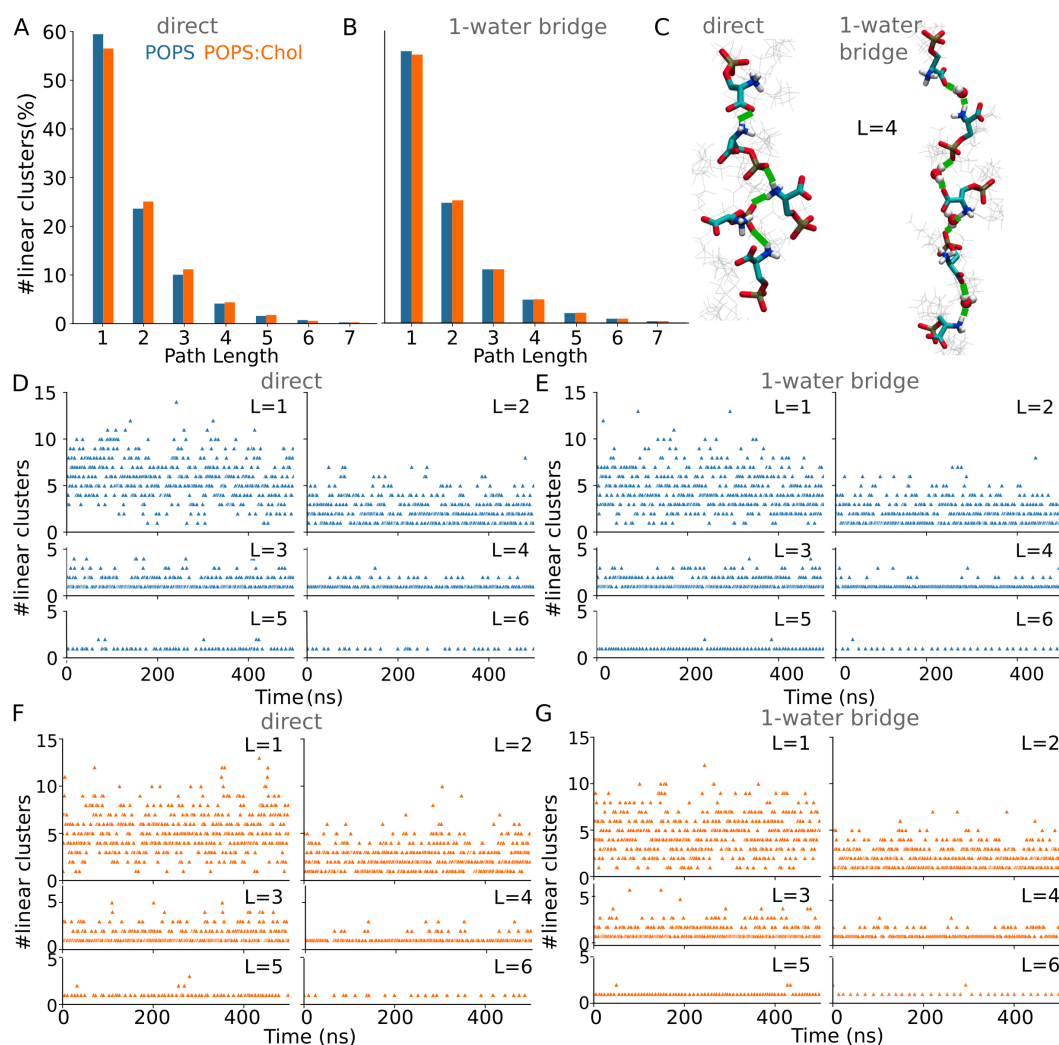 A direct
POPS POPS:Chol
#linear clusters(%)
60
50
40
30
20
10
0
1 2 3 4 5 6 7
Path Length
B 1-water bridge
1 2 3 4 5 6 7
Path Length
C direct
1-water
bridge
L=4
D direct
#linear clusters
15
10
5
0
L=1
L=2
5
0
L=3
L=4
5
0
L=5
L=6
0 200 400
0 200 400
Time (ns)
E 1-water bridge
#linear clusters
15
10
5
0
L=1
L=2
5
0
L=3
L=4
5
0
L=5
L=6
0 200 400
0 200 400
Time (ns)
F direct
#linear clusters
15
10
5
0
L=1
L=2
5
0
L=3
L=4
5
0
L=5
L=6
0 200 400
0 200 400
Time (ns)
G 1-water bridge
#linear clusters
15
10
5
0
L=1
L=2
5
0
L=3
L=4
5
0
L=5
L=6
0 200 400
0 200 400
Time (ns)